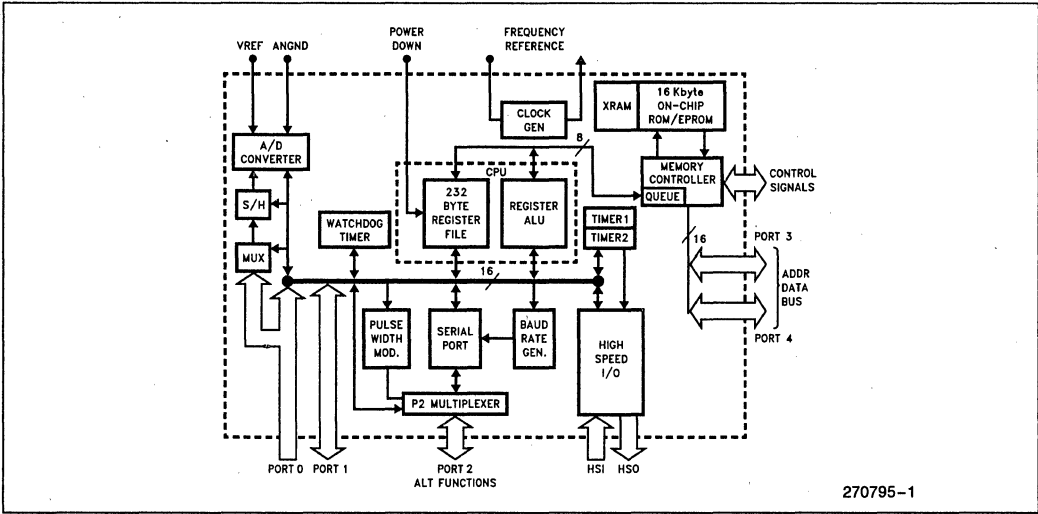 VREF ANGND
POWER
DOWN
FREQUENCY
REFERENCE
CLOCK
GEN
XRAM
16 Kbyte
ON-CHIP
ROM/EPROM
A/D
CONVERTER
8
CPU
MEMORY
CONTROLLER
QUEUE
CONTROL
SIGNALS
S/H
232
BYTE
REGISTER
FILE
REGISTER
ALU
WATCHDOG
TIMER
TIMER1
TIMER2
16
PORT 3
MUX
16
ADDR
DATA
BUS
PULSE
WIDTH
MOD.
SERIAL
PORT
BAUD
RATE
GEN.
HIGH
SPEED
I/O
PORT 4
P2 MULTIPLEXER
PORT 0
PORT 1
PORT 2
ALT FUNCTIONS
HSI
HSO
270795-1